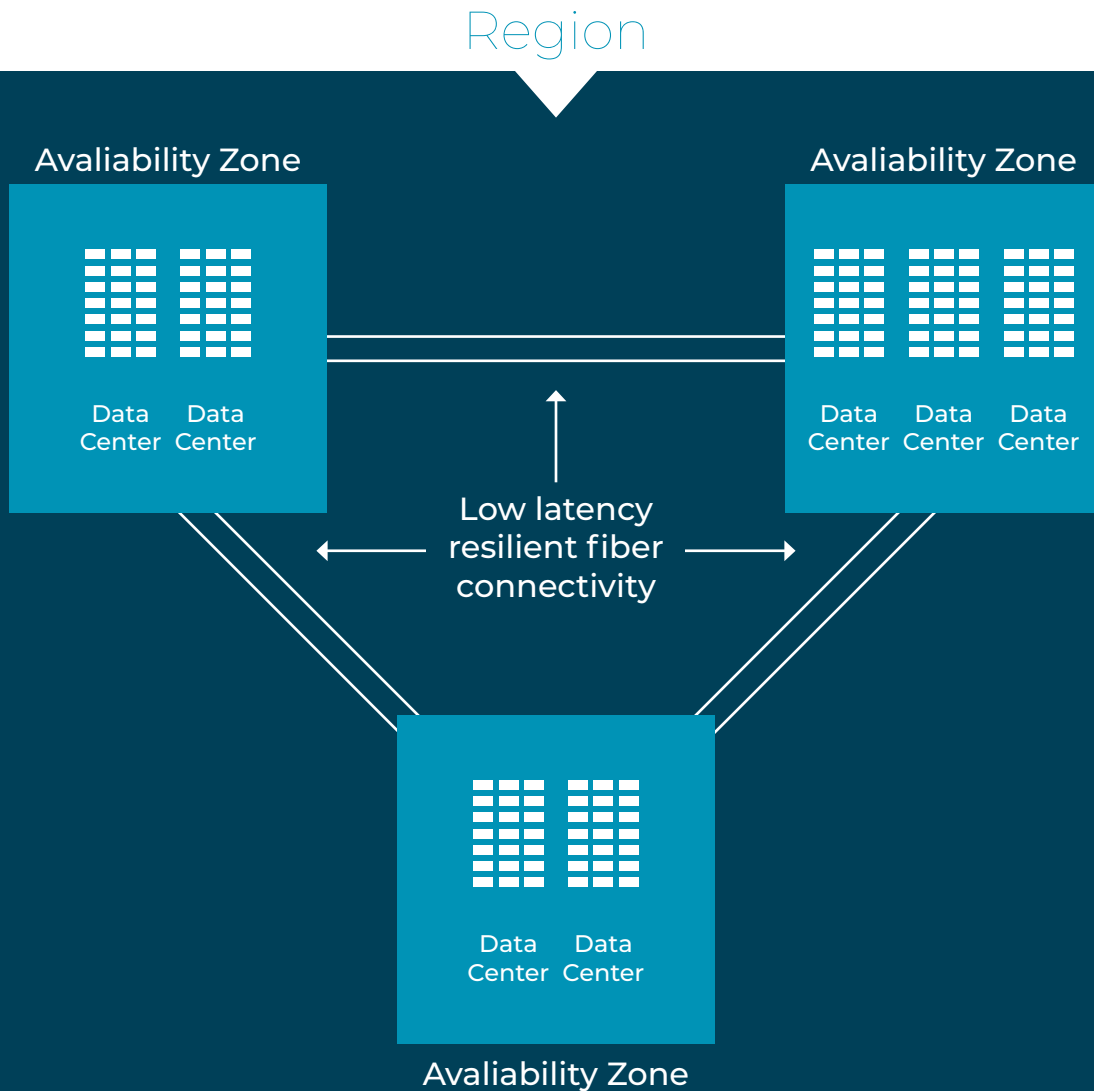 Region
Avaliability Zone
Avaliability Zone
Data
Center
Data
Center
Data
Center
Data
Center
Data
Center
Low latency
resilient fiber
connectivity
Data
Center
Data
Center
Avaliability Zone